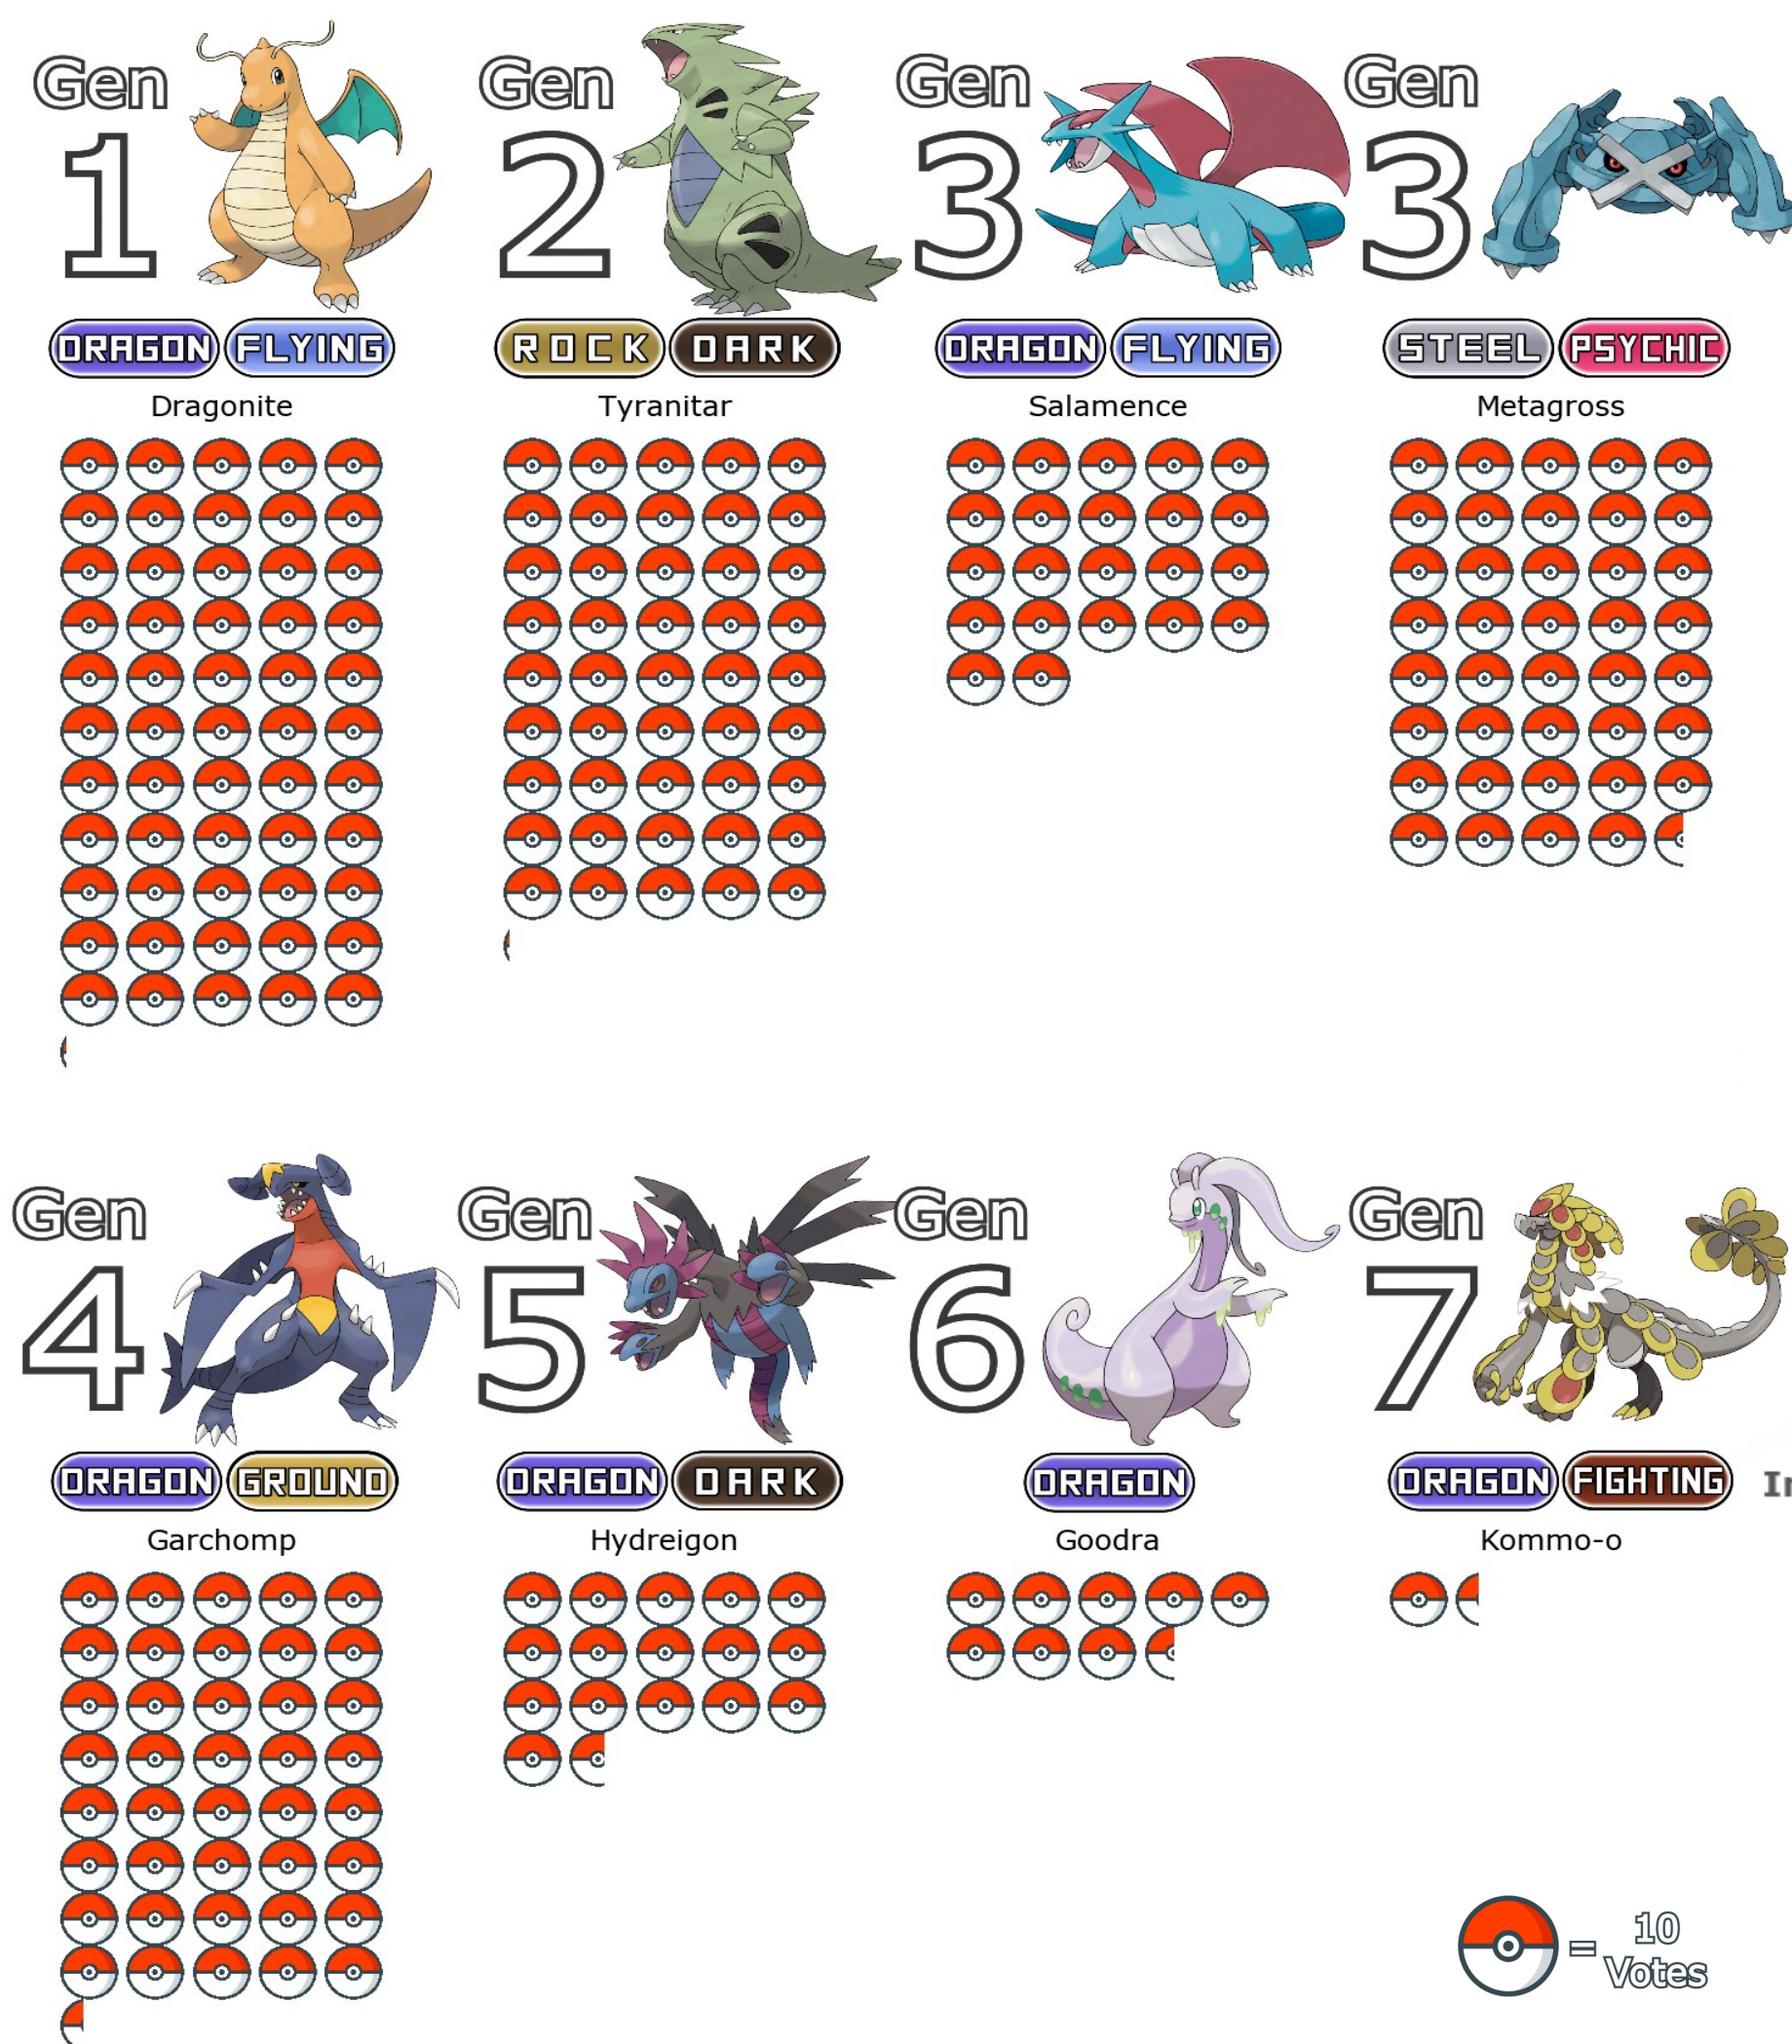 Gen 1
Gen 2
Gen 3
Gen 3
DRAGON FLYING
ROCK DARK
DRAGON FLYING
STEEL PSYCHIC
Dragonite
Tyranitar
Salamence
Metagross
Gen 4
Gen 5
Gen 6
Gen 7
DRAGON GROUND
DRAGON DARK
DRAGON
DRAGON FIGHTING
Garchomp
Hydreigon
Goodra
Kommo-o
= 10
Votes